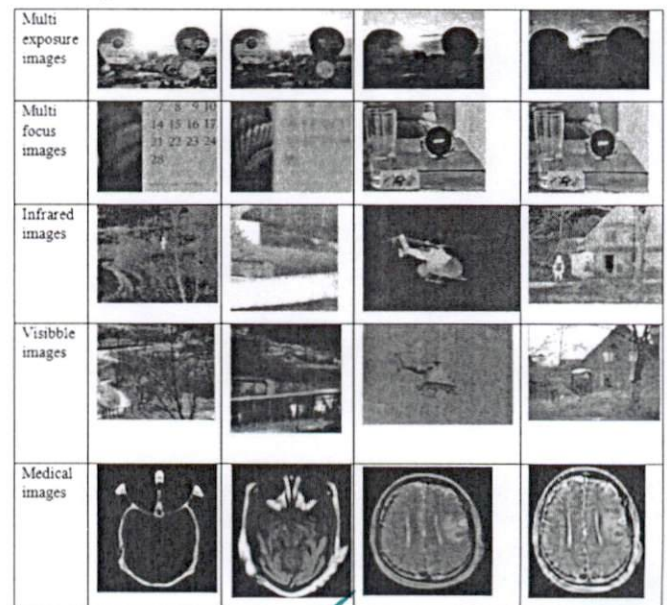 Multi
exposure
images
Multi
focus
images
7 8 9 10
14 15 16 17
21 22 23 24
28
Infrared
images
Visibble
images
Medical
images